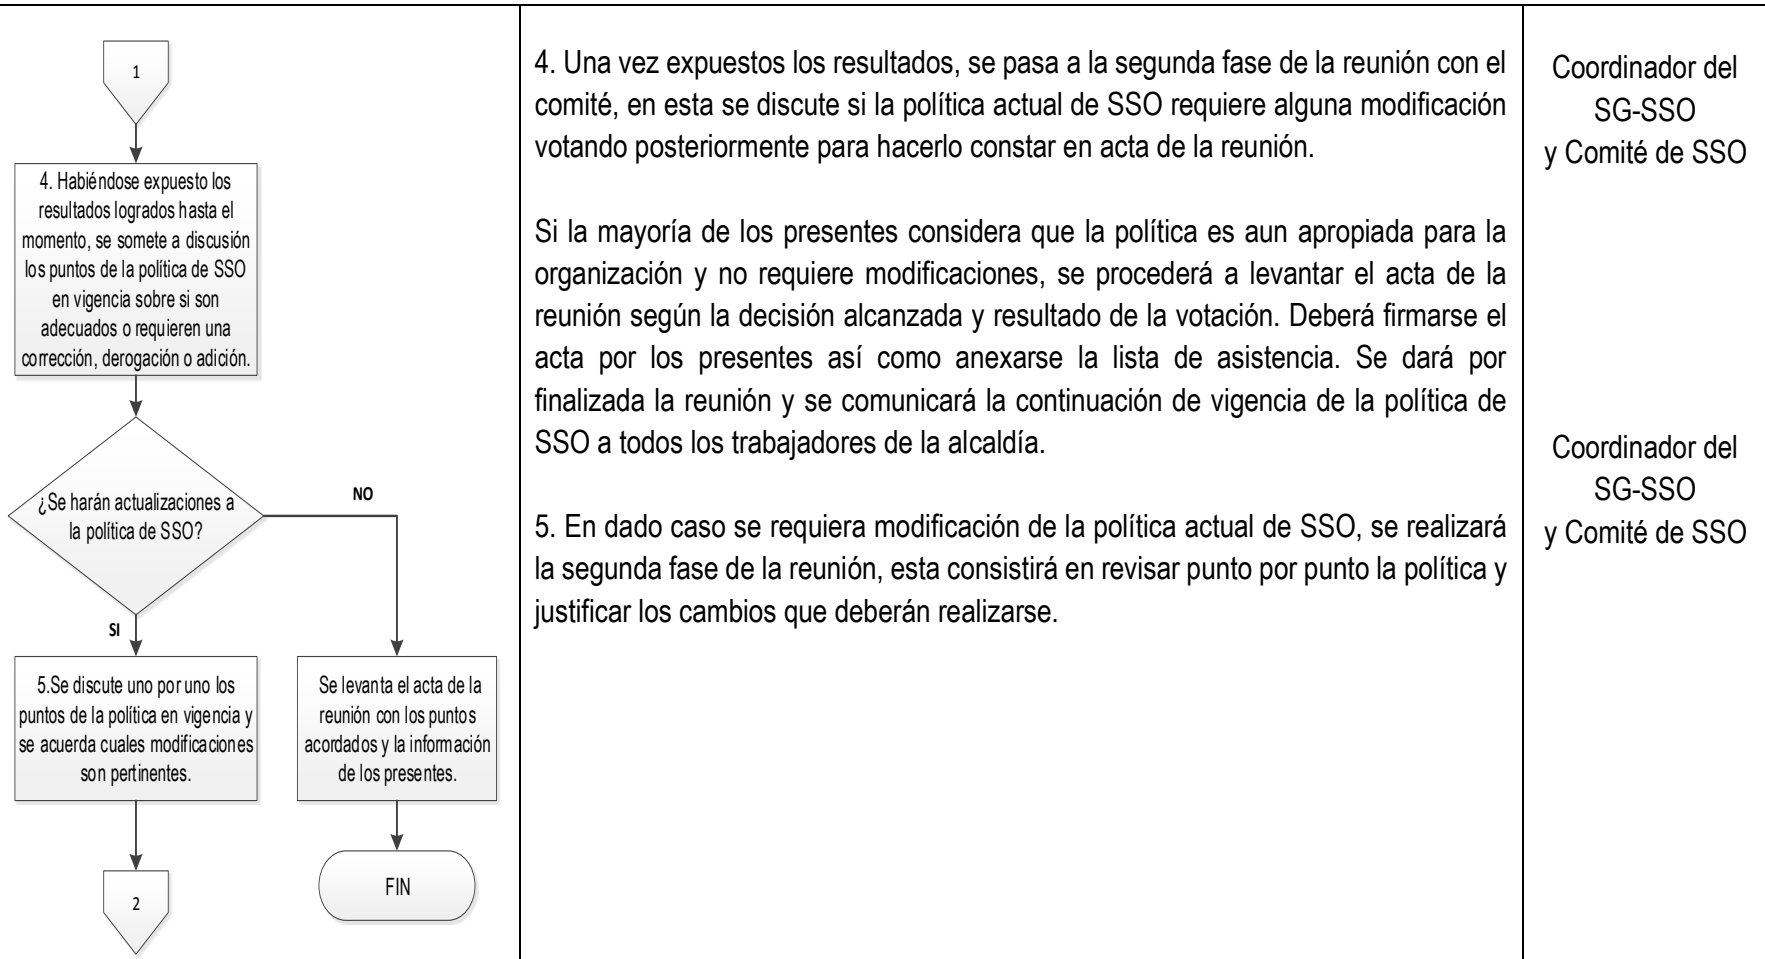 1
4. Habiéndose expuesto los
resultados logrados hasta el
momento, se somete a discusión
los puntos de la política de SSO
en vigencia sobre si son
adecuados o requieren una
corrección, derogación o adición.
¿Se harán actualizaciones a
la política de SSO?
NO
SI
5.Se discute uno por uno los
puntos de la política en vigencia y
se acuerda cuales modificaciones
son pertinentes.
Se levanta el acta de la
reunión con los puntos
acordados y la información
de los presentes.
2
FIN
4. Una vez expuestos los resultados, se pasa a la segunda fase de la reunión con el
comité, en esta se discute si la política actual de SSO requiere alguna modificación
votando posteriormente para hacerlo constar en acta de la reunión.
Si la mayoría de los presentes considera que la política es aun apropiada para la
organización y no requiere modificaciones, se procederá a levantar el acta de la
reunión según la decisión alcanzada y resultado de la votación. Deberá firmarse el
acta por los presentes así como anexarse la lista de asistencia. Se dará por
finalizada la reunión y se comunicará la continuación de vigencia de la política de
SSO a todos los trabajadores de la alcaldía.
5. En dado caso se requiera modificación de la política actual de SSO, se realizará
la segunda fase de la reunión, esta consistirá en revisar punto por punto la política y
justificar los cambios que deberán realizarse.
Coordinador del
SG-SSO
y Comité de SSO
Coordinador del
SG-SSO
y Comité de SSO